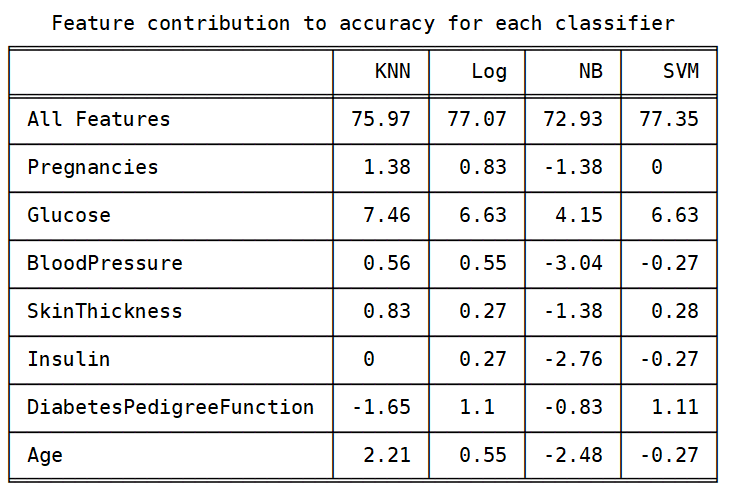 Feature contribution to accuracy for each classifier
KNN Log NB SVM
All Features 75.97 77.07 72.93 77.35
Pregnancies 1.38 0.83 -1.38 0
Glucose 7.46 6.63 4.15 6.63
BloodPressure 0.56 0.55 -3.04 -0.27
SkinThickness 0.83 0.27 -1.38 0.28
Insulin 0 0.27 -2.76 -0.27
DiabetesPedigreeFunction -1.65 1.1 -0.83 1.11
Age 2.21 0.55 -2.48 -0.27